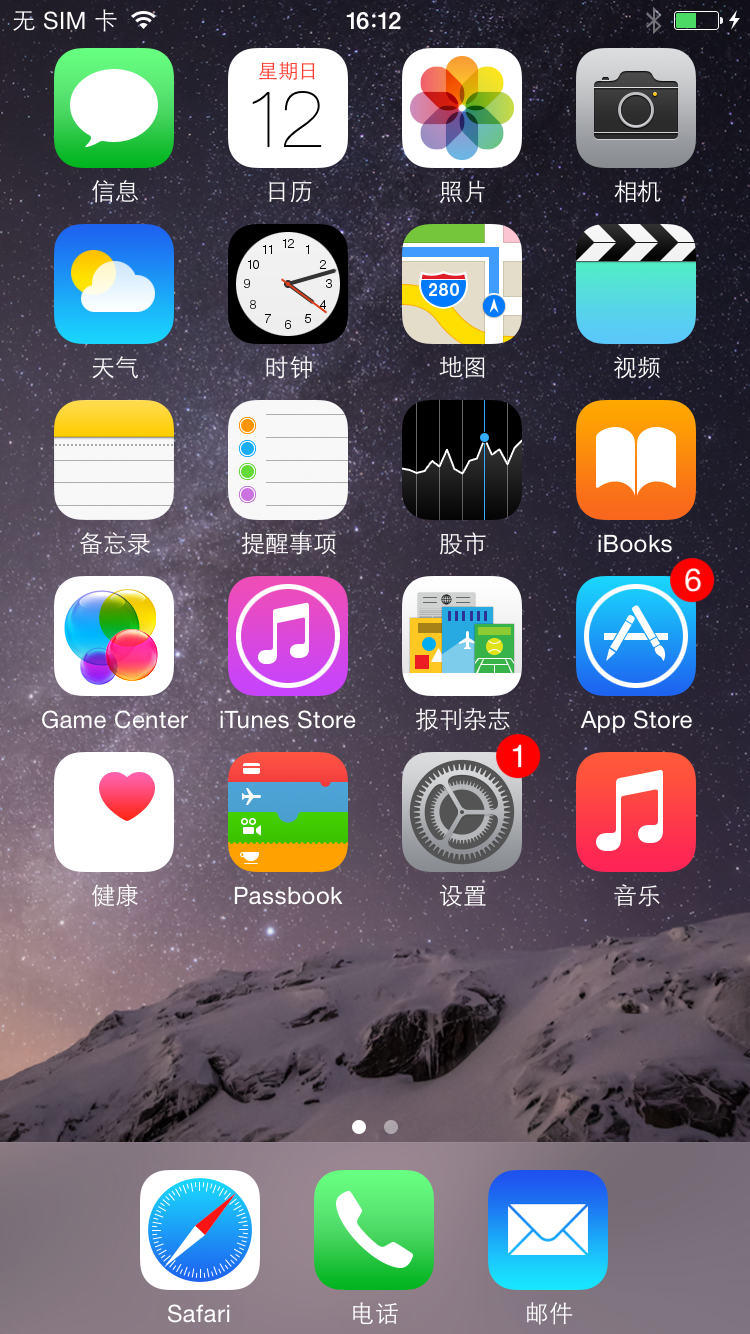 无 SIM 卡 16:12
星期日
12
信息 日历 照片 相机
12
11 1
10 2
9 3
8 4
7 5
6
280
天气 时钟 地图 视频
备忘录 提醒事项 股市 iBooks
6
Game Center iTunes Store 报刊杂志 App Store
1
健康 Passbook 设置 音乐
Safari 电话 邮件